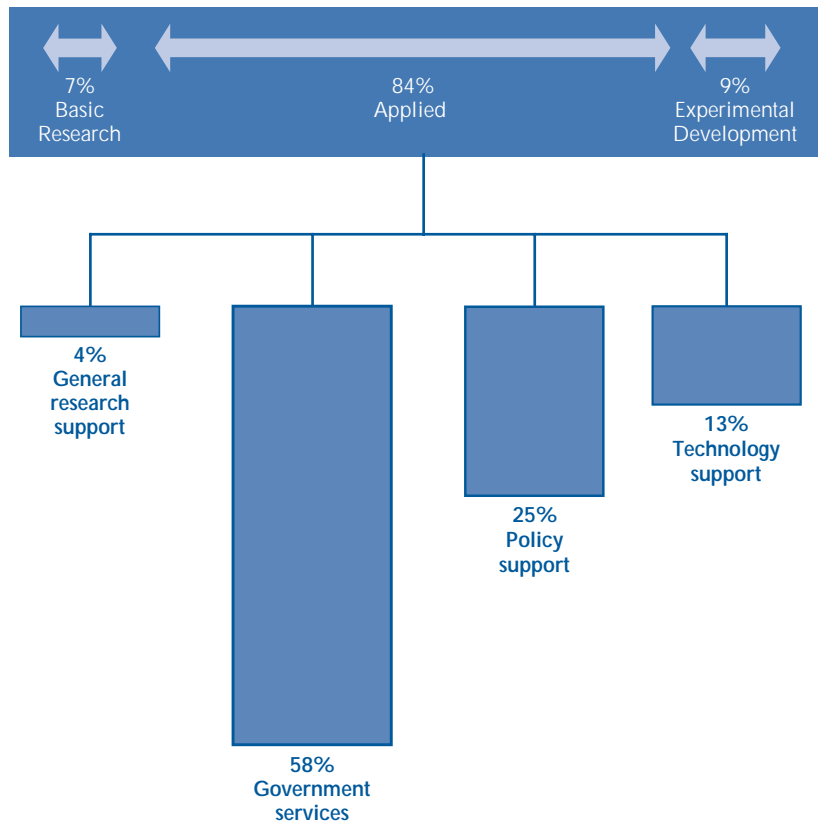 7%
Basic
Research
84%
Applied
9%
Experimental
Development
4%
General
research
support
58%
Government
services
25%
Policy
support
13%
Technology
support